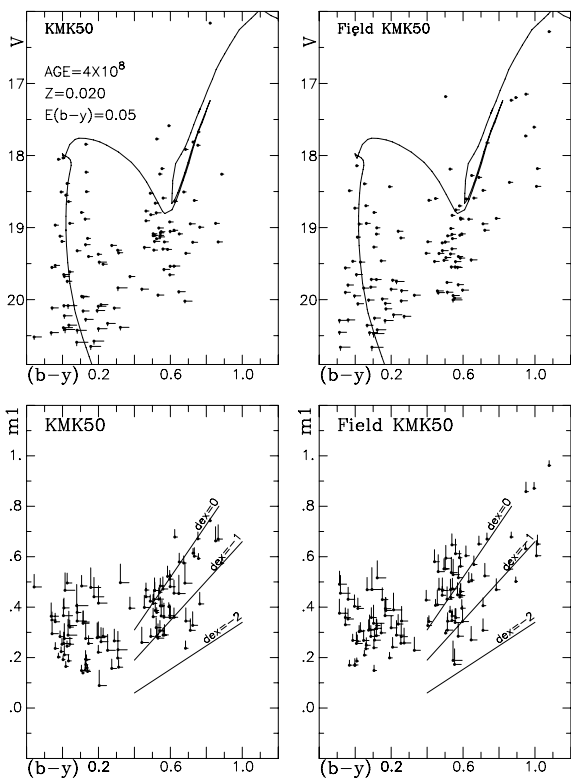 KMK50
Field KMK50
V
V
17
17
AGE=4X10⁸
Z=0.020
E(b−y)=0.05
18
18
19
19
20
20
(b−y) 0.2 0.6 1.0
(b−y) 0.2 0.6 1.0
m1
m1
KMK50
Field KMK50
1.
1.
.8
.8
dex=0
dex=0
.6
.6
dex=−1
dex=−1
.4
.4
dex=−2
dex=−2
.2
.2
.0
.0
(b−y) 0.2 0.6 1.0
(b−y) 0.2 0.6 1.0